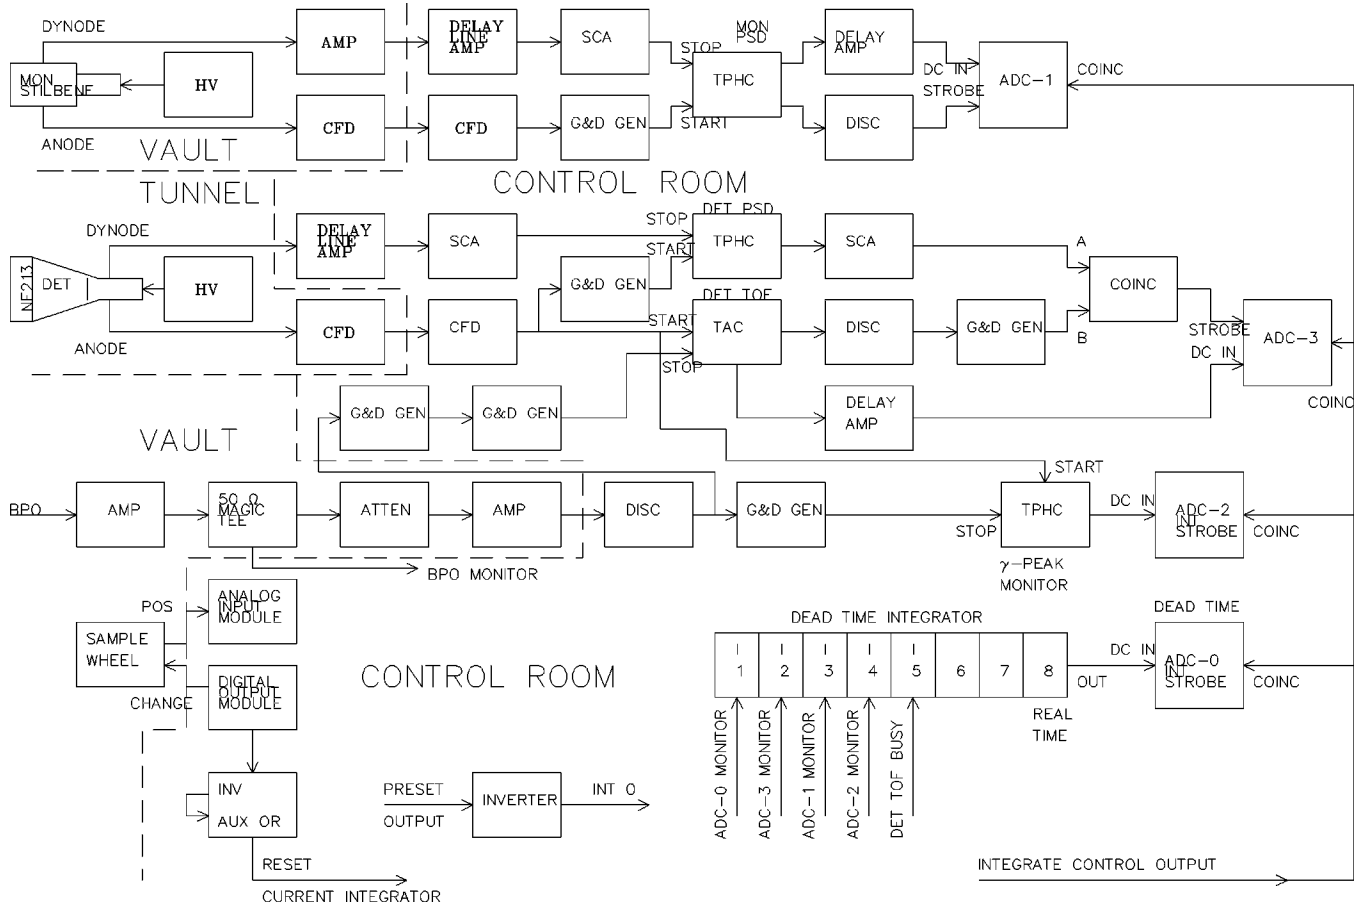 DYNODE
AMP
DELAY
LINE
AMP
SCA
STOP
MON
PSD
TPHC
DELAY
AMP
DC IN
STROBE
ADC-1
COINC
MON
STILBENE
HV
ANODE
CFD
CFD
G&D GEN
START
DISC
VAULT
TUNNEL
CONTROL ROOM
DYNODE
DELAY
LINE
AMP
SCA
STOP
DET PSD
TPHC
START
SCA
A
NE213
DET
HV
G&D GEN
COINC
ANODE
CFD
CFD
START
DET TOF
TAC
STOP
DISC
G&D GEN
B
STROBE
DC IN
ADC-3
COINC
G&D GEN
G&D GEN
DELAY
AMP
VAULT
BPO
AMP
50 Ω
MAGIC
TEE
ATTEN
AMP
DISC
G&D GEN
START
STOP
TPHC
DC IN
ADC-2
INT
STROBE
COINC
γ-PEAK
MONITOR
BPO MONITOR
POS
ANALOG
INPUT
MODULE
SAMPLE
WHEEL
CHANGE
DIGITAL
OUTPUT
MODULE
CONTROL ROOM
DEAD TIME INTEGRATOR
I I I I I
1 2 3 4 5 6 7 8
OUT
REAL
TIME
DEAD TIME
DC IN
ADC-0
INT
STROBE
COINC
ADC-0 MONITOR
ADC-3 MONITOR
ADC-1 MONITOR
ADC-2 MONITOR
DET TOF BUSY
INV
AUX OR
PRESET
OUTPUT
INVERTER
INT 0
RESET
CURRENT INTEGRATOR
INTEGRATE CONTROL OUTPUT